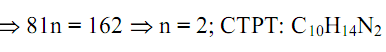 ⇒ 81n = 162 ⇒ n = 2; CTPT: C₁₀H₁₄N₂